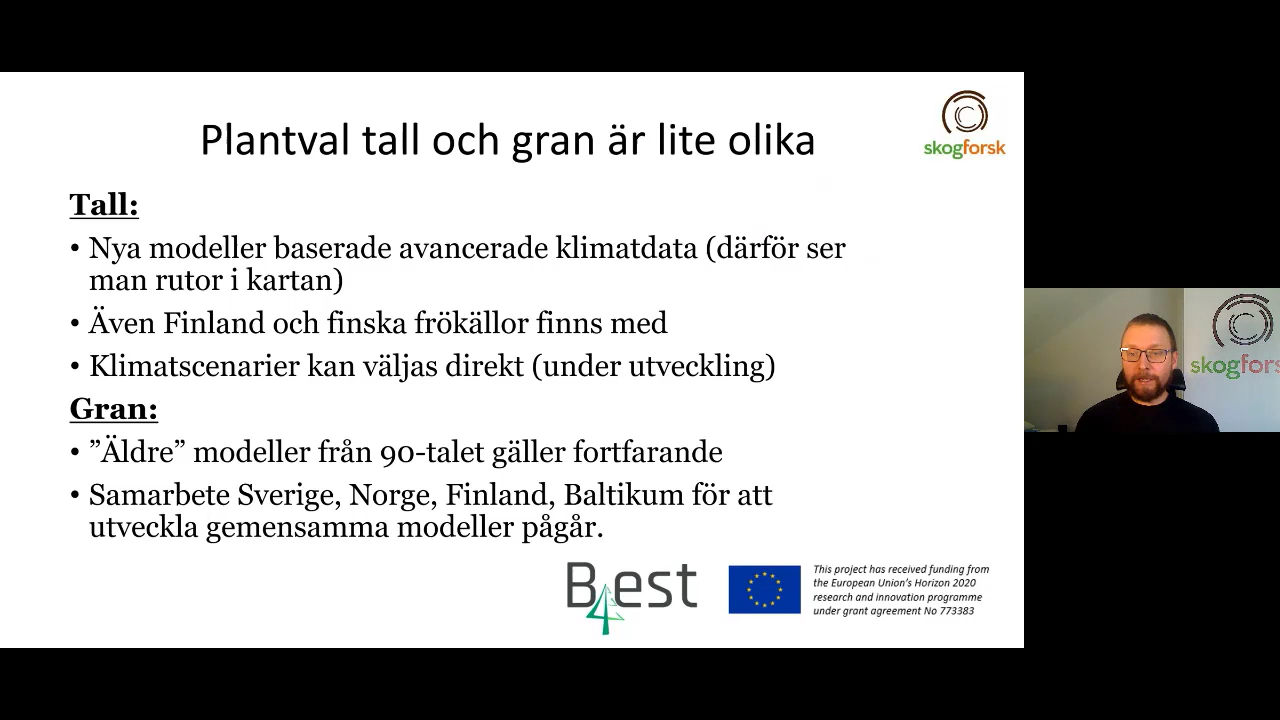 Plantval tall och gran är lite olika
skogforsk
Tall:
• Nya modeller baserade avancerade klimatdata (därför ser
man rutor i kartan)
• Även Finland och finska frökällor finns med
• Klimatscenarier kan väljas direkt (under utveckling)
Gran:
• ”Äldre” modeller från 90-talet gäller fortfarande
• Samarbete Sverige, Norge, Finland, Baltikum för att
utveckla gemensamma modeller pågår.
B4est
This project has received funding from
the European Union's Horizon 2020
research and innovation programme
under grant agreement No 773383
skogfors